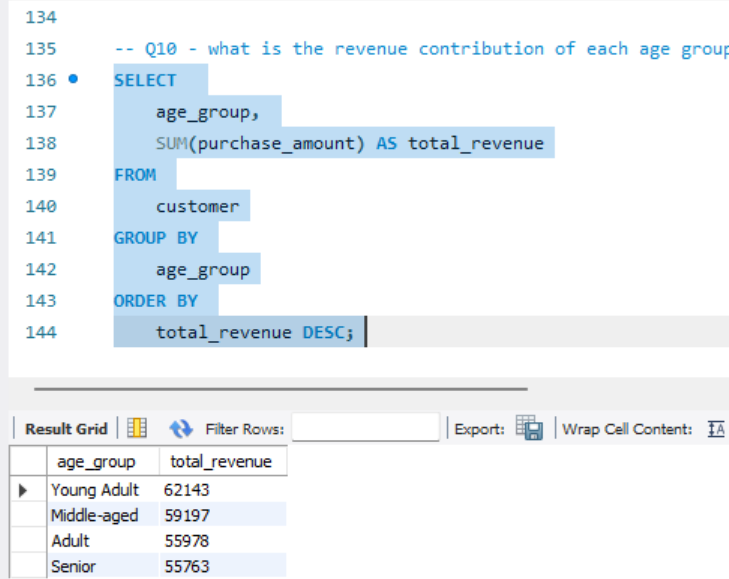 134
135 -- Q10 - what is the revenue contribution of each age group
136 SELECT
137 age_group,
138 SUM(purchase_amount) AS total_revenue
139 FROM
140 customer
141 GROUP BY
142 age_group
143 ORDER BY
144 total_revenue DESC;
Result Grid Filter Rows: Export: Wrap Cell Content: IA
age_group total_revenue
Young Adult 62143
Middle-aged 59197
Adult 55978
Senior 55763